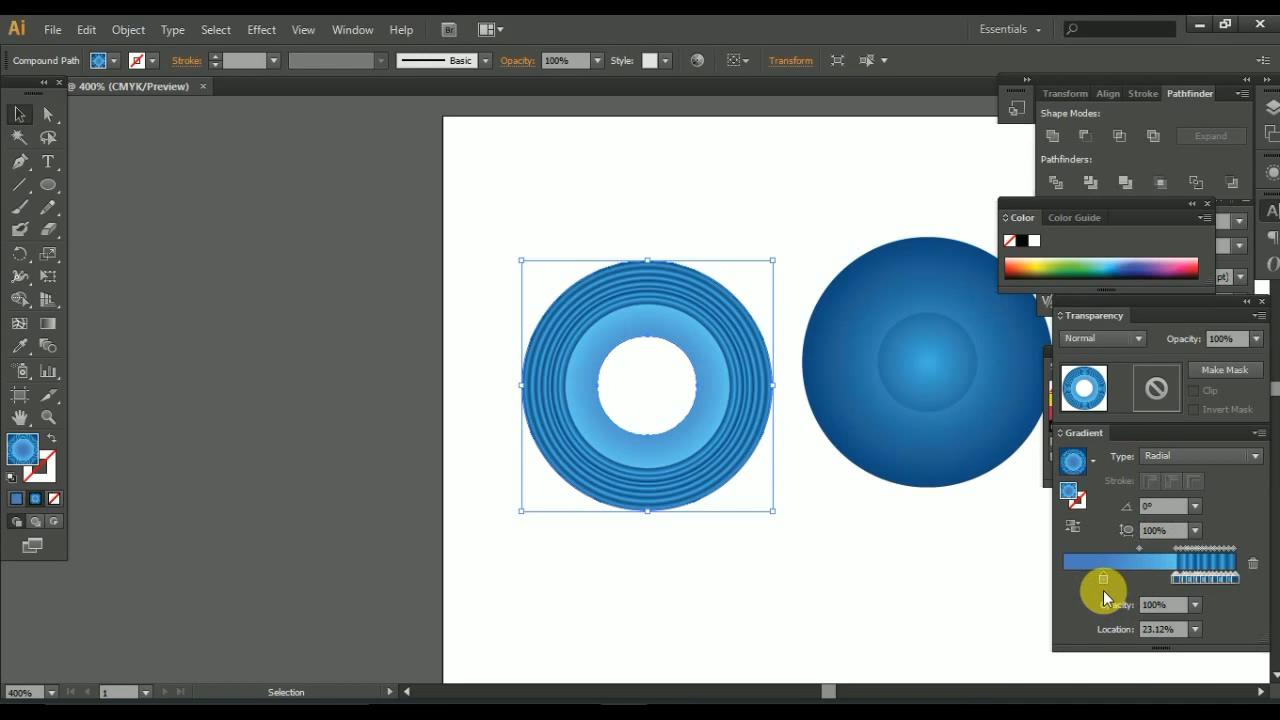 Ai File Edit Object Type Select Effect View Window Help Br Essentials
Compound Path Stroke: Basic Opacity: 100% Style: Transform
@ 400% (CMYK/Preview) ×
Transform Align Stroke Pathfinder
Shape Modes:
Expand
Pathfinders:
Color Color Guide
Transparency
Normal Opacity: 100%
Make Mask
Clip
Invert Mask
Gradient
Type: Radial
Stroke:
0°
100%
Opacity: 100%
Location: 23.12%
400% 1 Selection